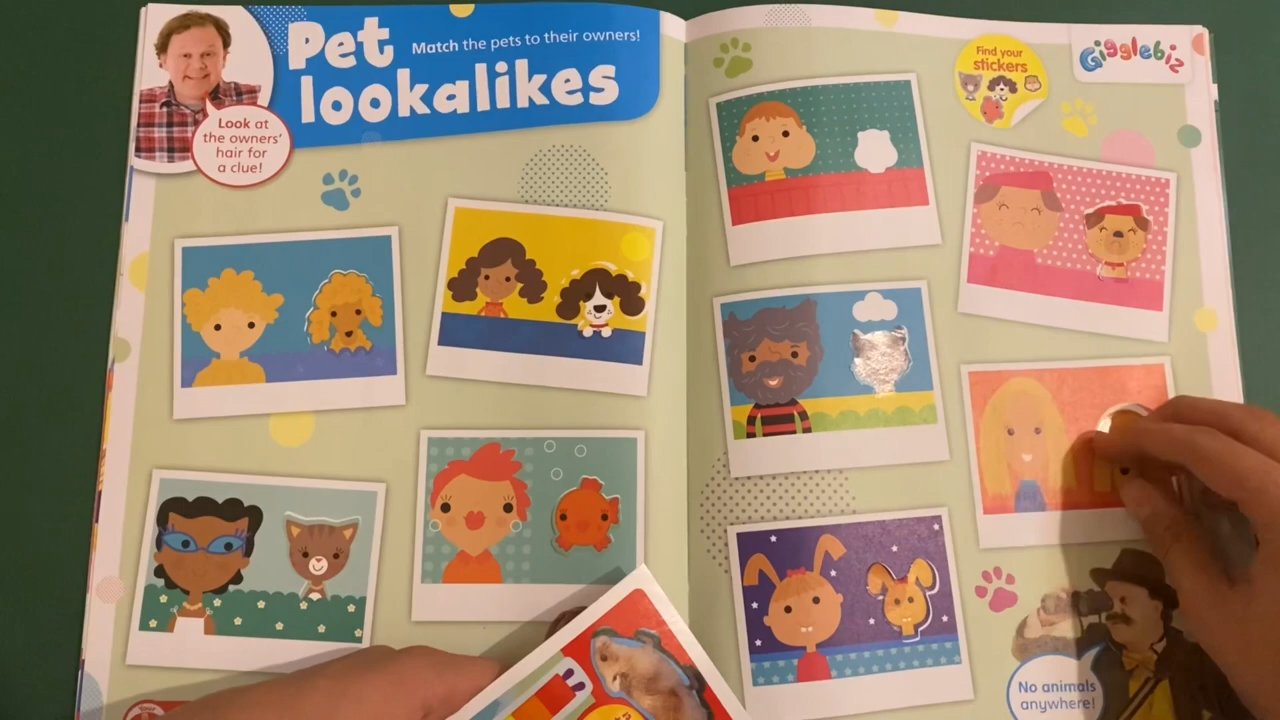 Pet
lookalikes
Match the pets to their owners!
Look at
the owners'
hair for
a clue!
Find your
stickers
Gigglebiz
No animals
anywhere!